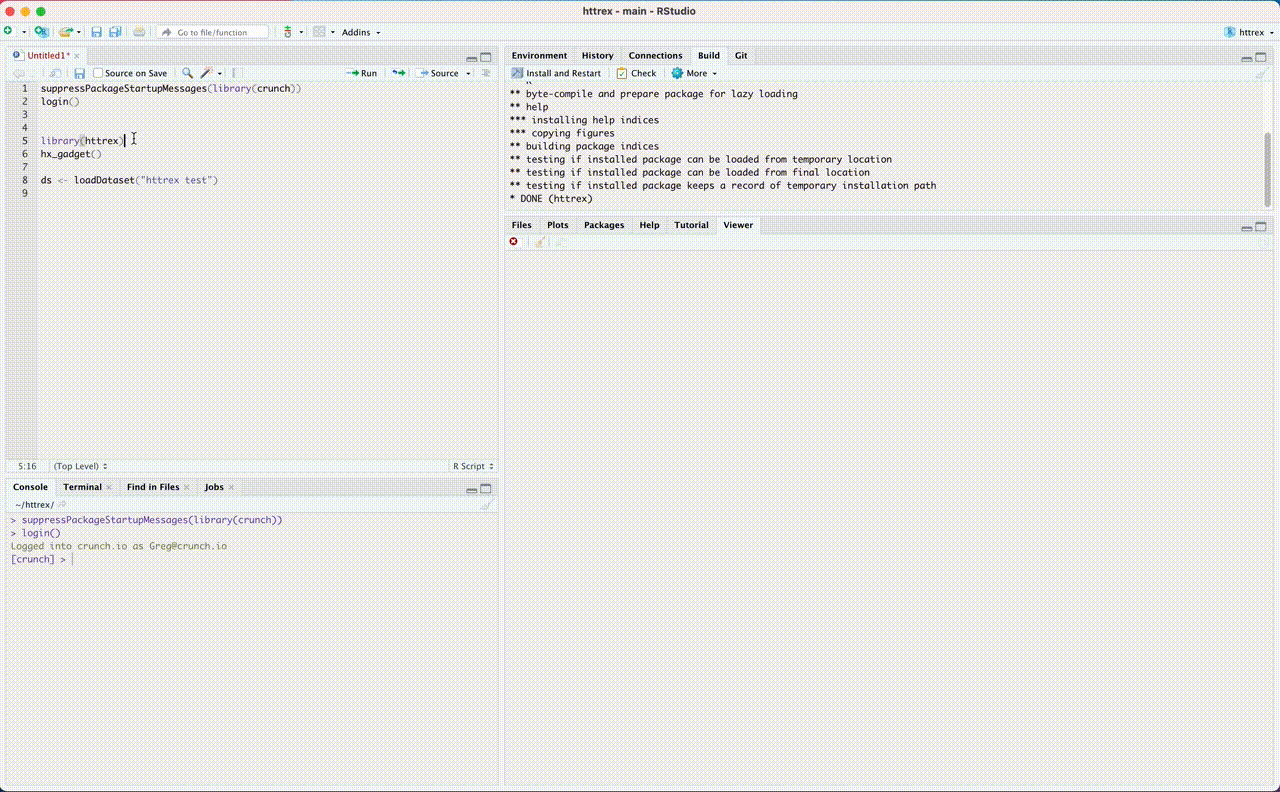 httrex - main - RStudio
Go to file/function
Addins
httrex
Untitled1*
Source on Save
Run
Source
1 suppressPackageStartupMessages(library(crunch))
2 login()
3
4
5 library(httrex)
6 hx_gadget()
7
8 ds <- loadDataset("httrex test")
9
5:16 (Top Level) R Script
Console Terminal Find in Files Jobs
~/httrex/
> suppressPackageStartupMessages(library(crunch))
> login()
Logged into crunch.io as Greg@crunch.io
[crunch] >
Environment History Connections Build Git
Install and Restart Check More
** byte-compile and prepare package for lazy loading
** help
*** installing help indices
*** copying figures
** building package indices
** testing if installed package can be loaded from temporary location
** testing if installed package can be loaded from final location
** testing if installed package keeps a record of temporary installation path
* DONE (httrex)
Files Plots Packages Help Tutorial Viewer